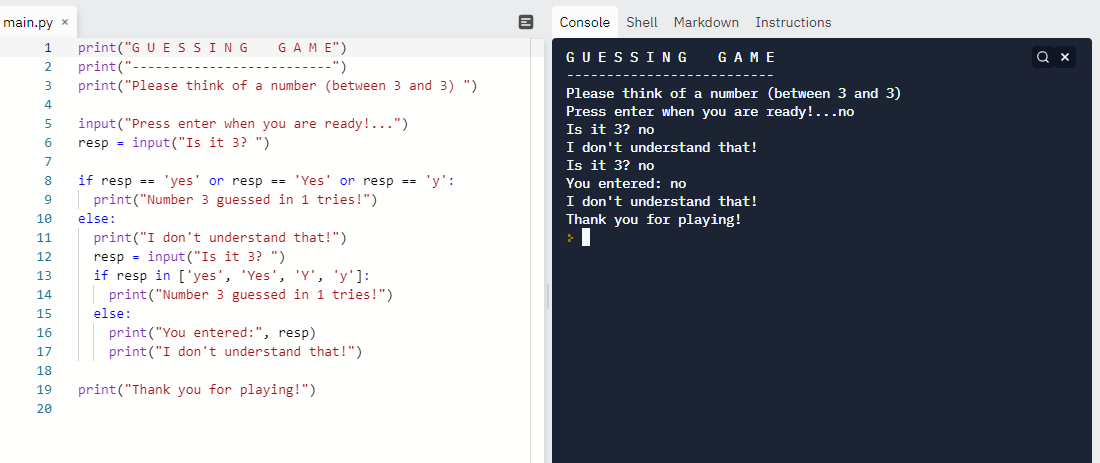 main.py ×
1 print("G U E S S I N G    G A M E")
2 print("--------------------------")
3 print("Please think of a number (between 3 and 3) ")
4
5 input("Press enter when you are ready!...")
6 resp = input("Is it 3? ")
7
8 if resp == 'yes' or resp == 'Yes' or resp == 'y':
9   print("Number 3 guessed in 1 tries!")
10 else:
11   print("I don't understand that!")
12   resp = input("Is it 3? ")
13   if resp in ['yes', 'Yes', 'Y', 'y']:
14     print("Number 3 guessed in 1 tries!")
15   else:
16     print("You entered:", resp)
17     print("I don't understand that!")
18
19 print("Thank you for playing!")
20
Console Shell Markdown Instructions
G U E S S I N G    G A M E
--------------------------
Please think of a number (between 3 and 3)
Press enter when you are ready!...no
Is it 3? no
I don't understand that!
Is it 3? no
You entered: no
I don't understand that!
Thank you for playing!